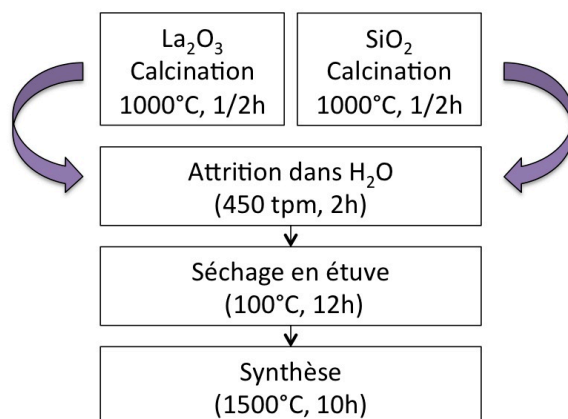 La₂O₃
Calcination
1000°C, 1/2h
SiO₂
Calcination
1000°C, 1/2h
Attrition dans H₂O
(450 tpm, 2h)
Séchage en étuve
(100°C, 12h)
Synthèse
(1500°C, 10h)